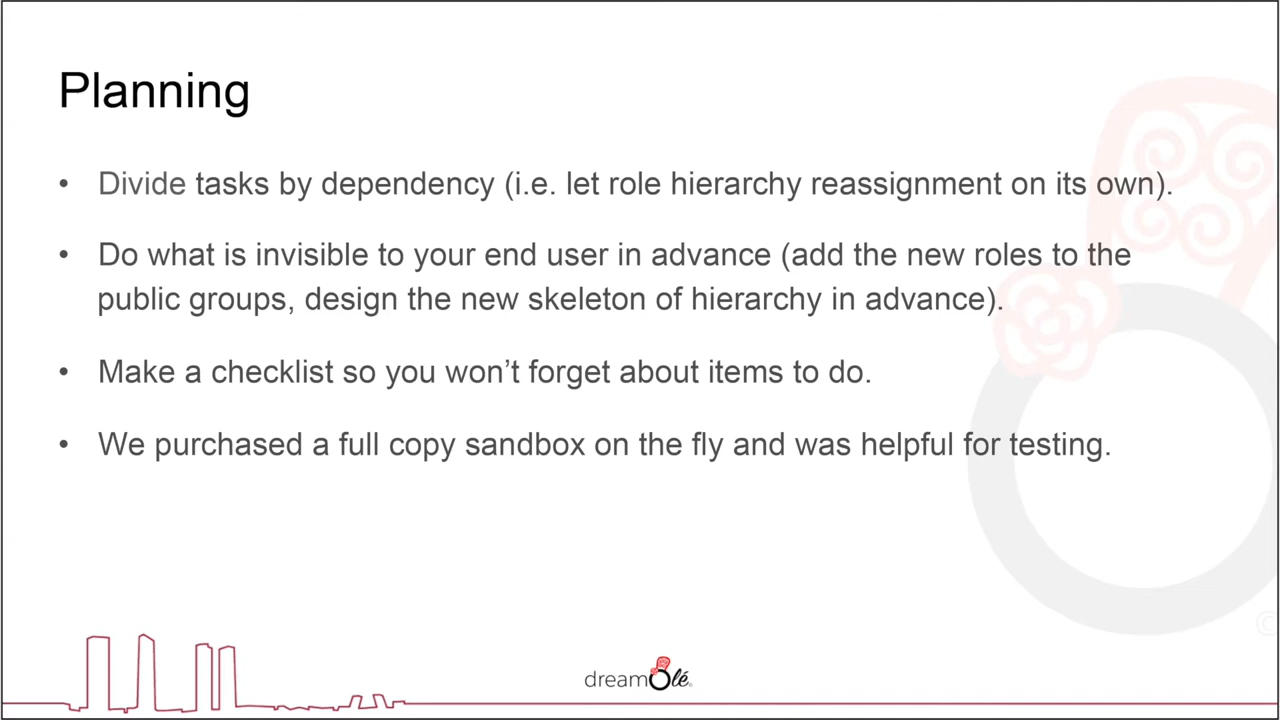 Planning
• Divide tasks by dependency (i.e. let role hierarchy reassignment on its own).
• Do what is invisible to your end user in advance (add the new roles to the
public groups, design the new skeleton of hierarchy in advance).
• Make a checklist so you won’t forget about items to do.
• We purchased a full copy sandbox on the fly and was helpful for testing.
dreamOlé